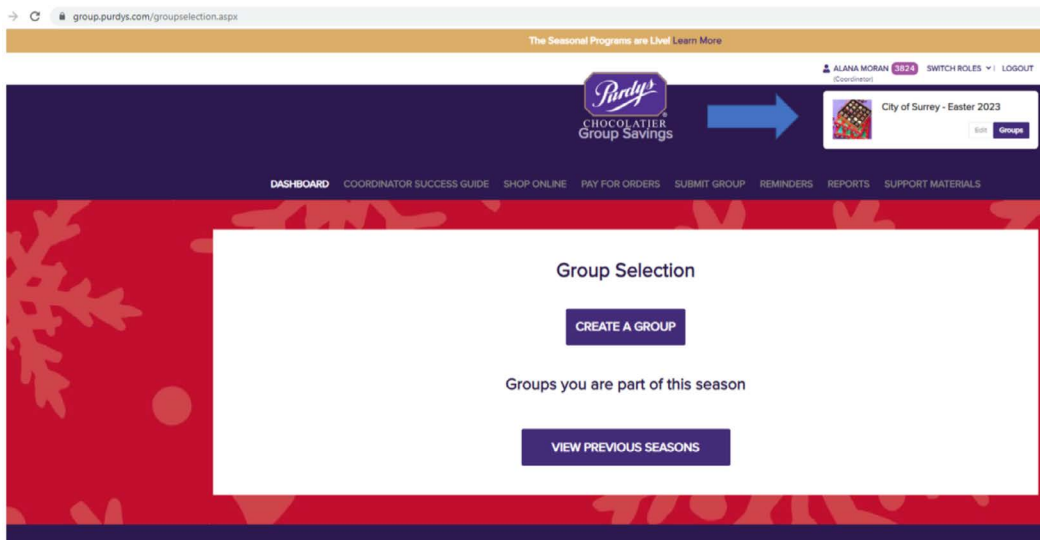 group.purdys.com/groupselection.aspx
The Seasonal Programs are Live! Learn More
ALANA MORAN 3824 SWITCH ROLES LOGOUT
(Coordinator)
Purdys
CHOCOLATIER
Group Savings
City of Surrey - Easter 2023
Edit Groups
DASHBOARD COORDINATOR SUCCESS GUIDE SHOP ONLINE PAY FOR ORDERS SUBMIT GROUP REMINDERS REPORTS SUPPORT MATERIALS
Group Selection
CREATE A GROUP
Groups you are part of this season
VIEW PREVIOUS SEASONS